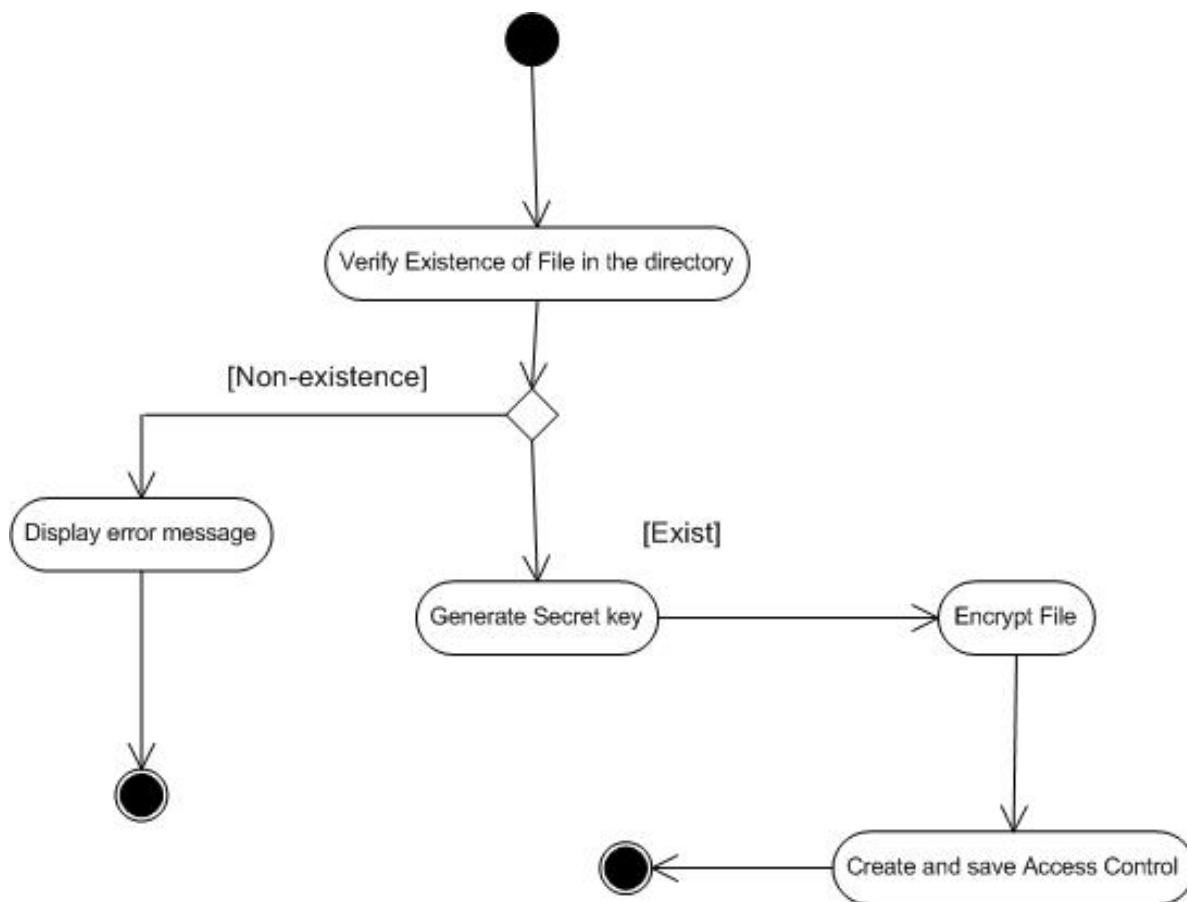 Verify Existence of File in the directory
[Non-existence]
Display error message
[Exist]
Generate Secret key
Encrypt File
Create and save Access Control